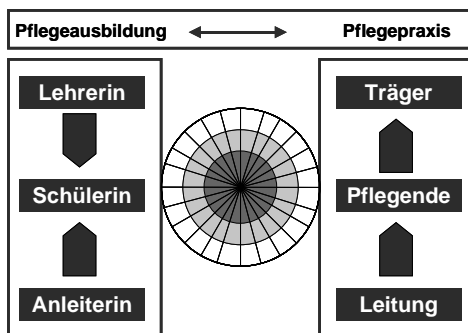 Pflegeausbildung Pflegepraxis
Lehrerin
Schülerin
Anleiterin
Träger
Pflegende
Leitung